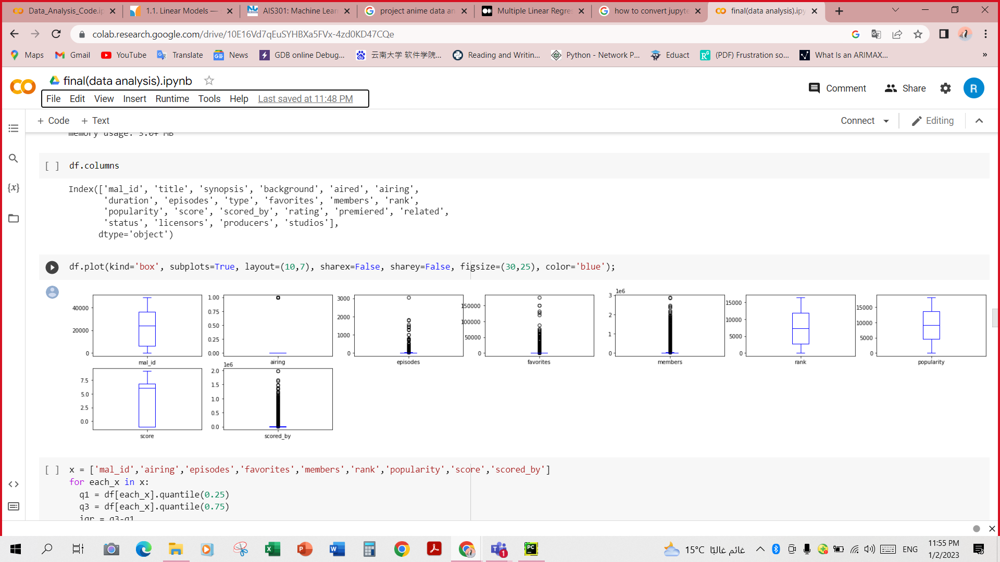 Data_Analysis_Code.ip
1.1. Linear Models —
AIS301: Machine Lear
project anime data an
Multiple Linear Regres
how to convert jupyte
final(data analysis).ipy
colab.research.google.com/drive/10E16Vd7qEuSYHBXa5FVx-4zd0KD47CQe
Maps
Gmail
YouTube
Translate
News
GDB online Debug...
云南大学 软件学院...
Reading and Writin...
Python - Network P...
Eduact
(PDF) Frustration so...
What Is an ARIMAX...
»
final(data analysis).ipynb
Comment
Share
R
File Edit View Insert Runtime Tools Help Last saved at 11:48 PM
+ Code + Text
Connect
Editing
memory usage: 3.0+ MB
[ ] df.columns
Index(['mal_id', 'title', 'synopsis', 'background', 'aired', 'airing',
'duration', 'episodes', 'type', 'favorites', 'members', 'rank',
'popularity', 'score', 'scored_by', 'rating', 'premiered', 'related',
'status', 'licensors', 'producers', 'studios'],
dtype='object')
{x}
df.plot(kind='box', subplots=True, layout=(10,7), sharex=False, sharey=False, figsize=(30,25), color='blue');
40000
20000
0
mal_id
1.00
0.75
0.50
0.25
0.00
airing
3000
2000
1000
0
episodes
150000
100000
50000
0
favorites
1e6
3
2
1
0
members
15000
10000
5000
0
rank
15000
10000
5000
0
popularity
7.5
5.0
2.5
0.0
score
1e6
2.0
1.5
1.0
0.5
0.0
scored_by
[ ] x = ['mal_id','airing','episodes','favorites','members','rank','popularity','score','scored_by']
for each_x in x:
q1 = df[each_x].quantile(0.25)
q3 = df[each_x].quantile(0.75)
iqr = q3-q1
15°C غائم غالبًا
ENG
11:55 PM
1/2/2023